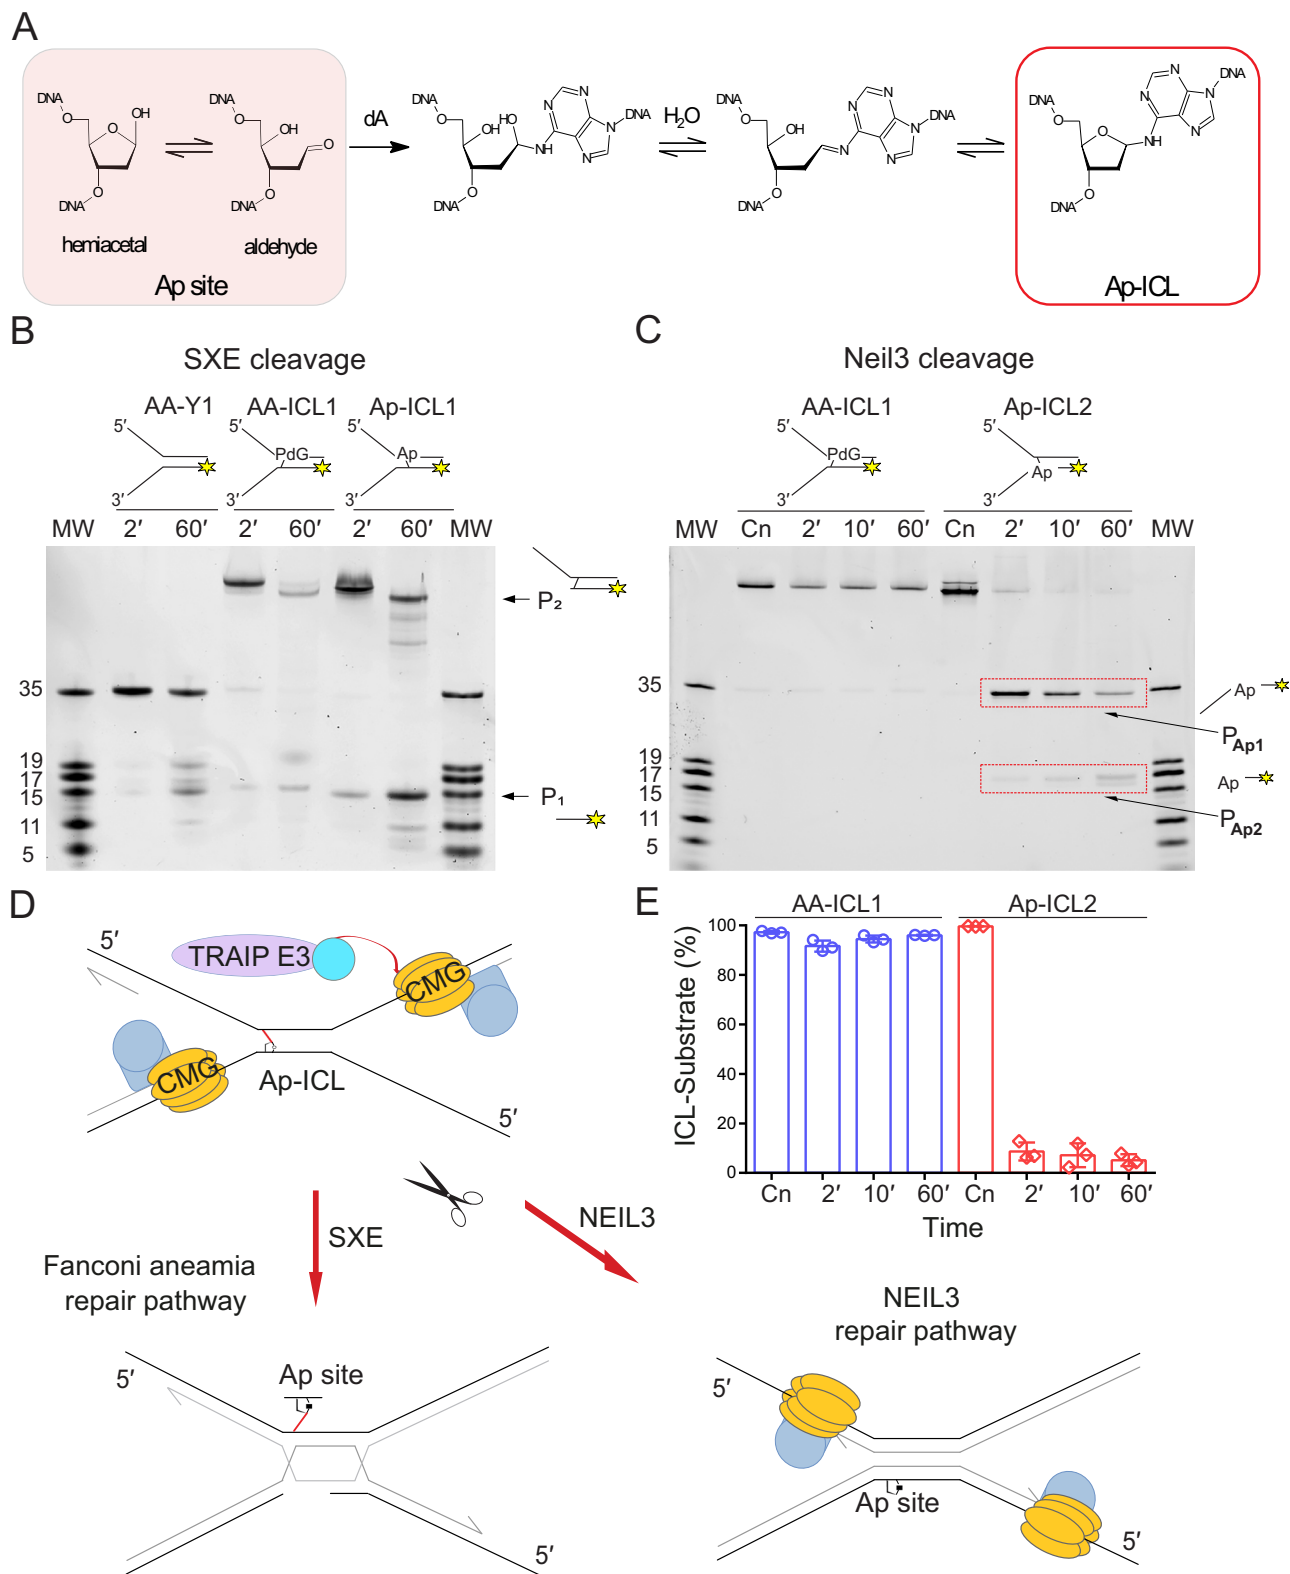 A
DNA O O OH
DNA O OH O
dA
DNA O OH HO NH N N N N DNA
H₂O
DNA O OH N N N N N DNA
DNA O O NH N N N N DNA
DNA O
DNA O
DNA O
DNA O
DNA O
hemiacetal
aldehyde
Ap site
Ap-ICL
B
SXE cleavage
AA-Y1 AA-ICL1 Ap-ICL1
5′ 5′ 5′
PdG Ap
3′ 3′ 3′
MW 2′ 60′ 2′ 60′ 2′ 60′ MW
P₂
35
19
17
15
11
5
P₁
C
Neil3 cleavage
AA-ICL1 Ap-ICL2
5′ 5′
PdG Ap
3′ 3′
MW Cn 2′ 10′ 60′ Cn 2′ 10′ 60′ MW
35
19
17
15
11
5
Ap
PAp1
Ap
PAp2
D
5′
TRAIP E3
CMG
CMG
Ap-ICL
5′
SXE
NEIL3
Fanconi aneamia
repair pathway
NEIL3
repair pathway
5′
Ap site
5′
5′
Ap site
5′
E
AA-ICL1 Ap-ICL2
ICL-Substrate (%)
100
80
60
40
20
0
Cn 2′ 10′ 60′ Cn 2′ 10′ 60′
Time